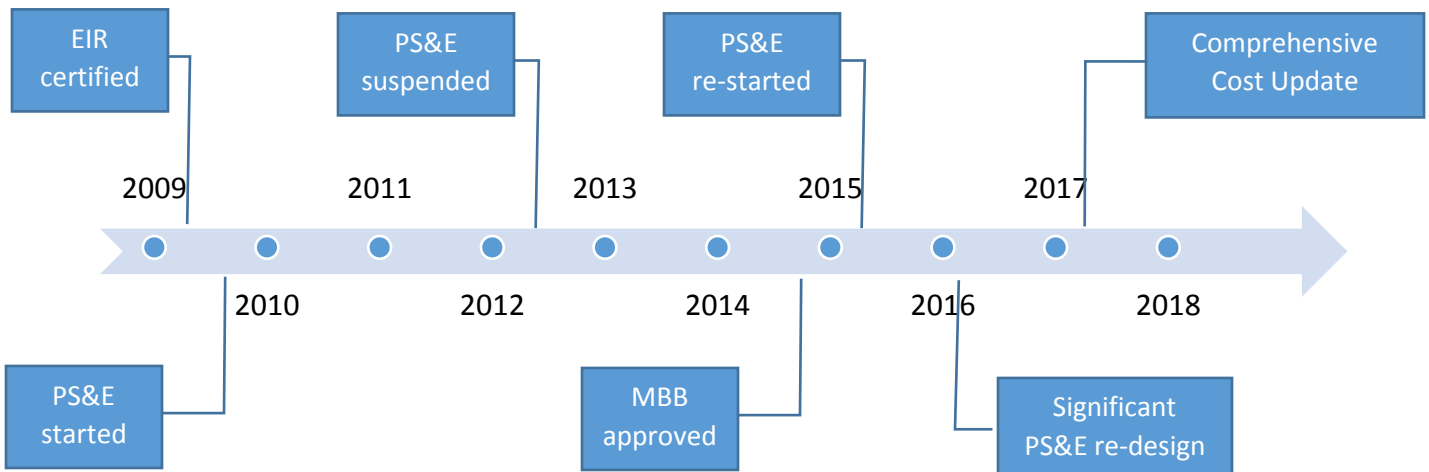 EIR
certified
PS&E
suspended
PS&E
re-started
Comprehensive
Cost Update
2009
2011
2013
2015
2017
2010
2012
2014
2016
2018
PS&E
started
MBB
approved
Significant
PS&E re-design